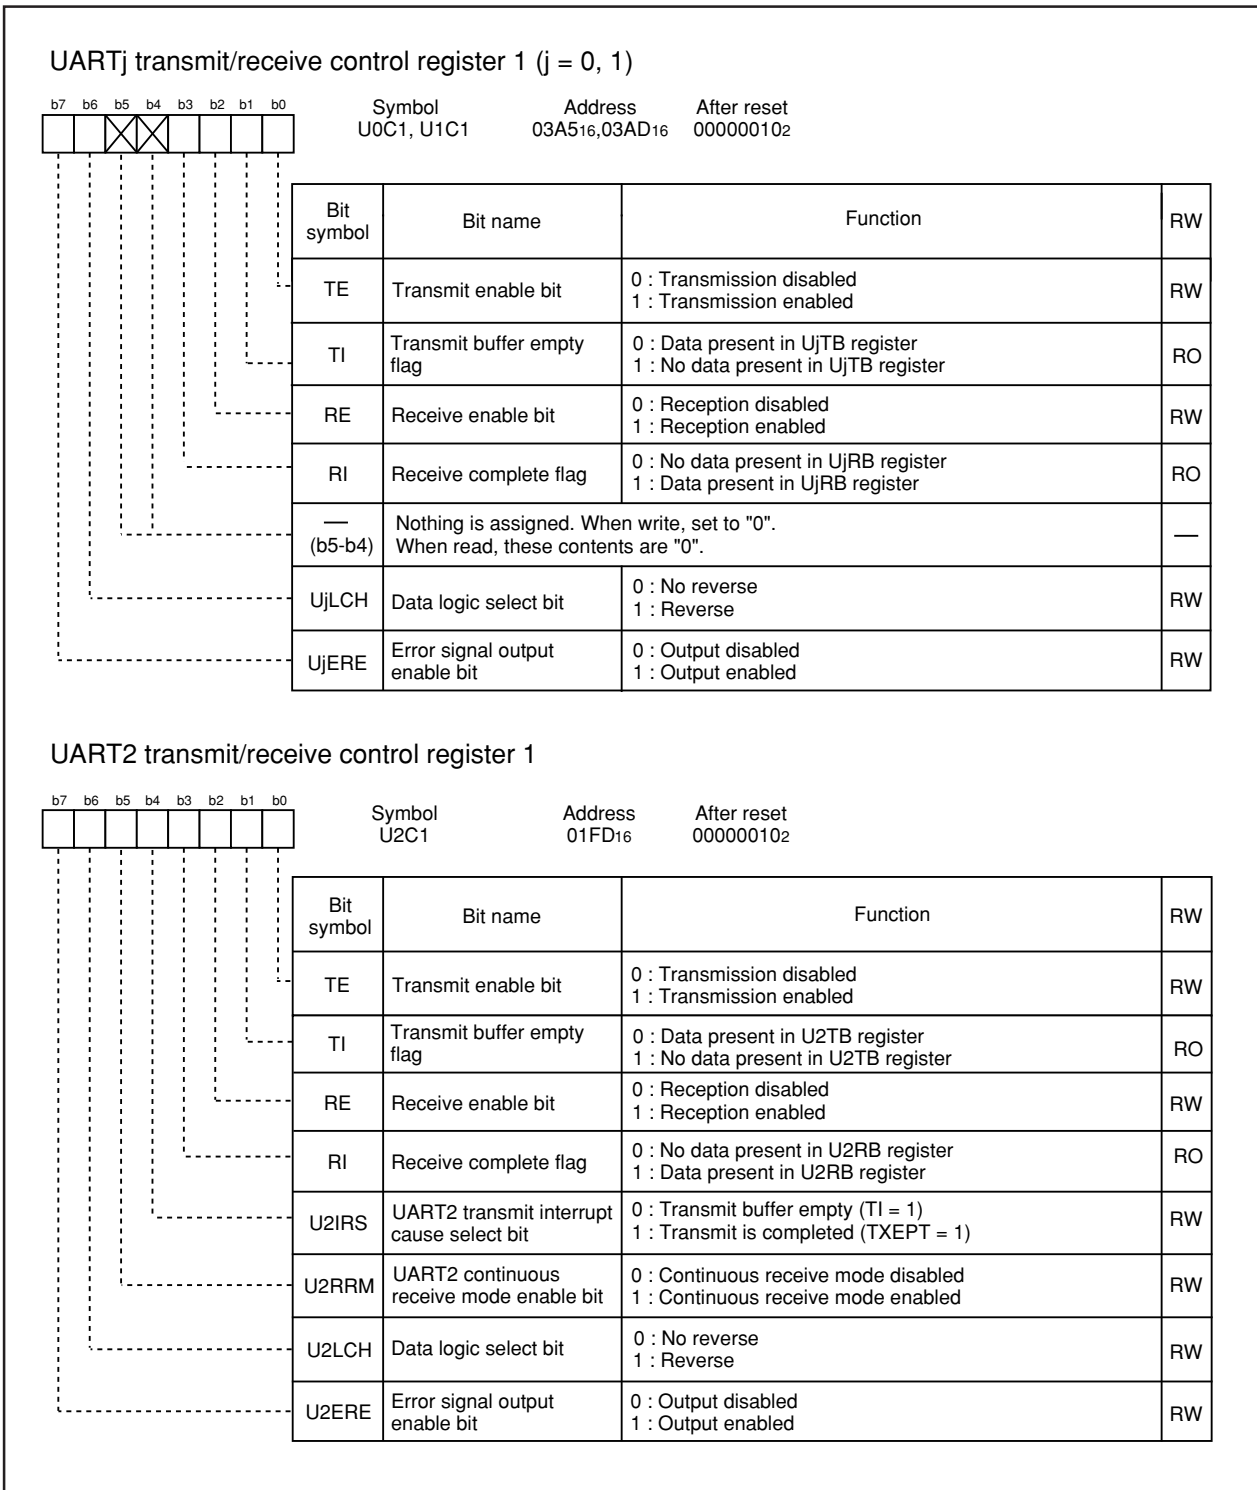 UARTj transmit/receive control register 1 (j = 0, 1)
b7 b6 b5 b4 b3 b2 b1 b0
Symbol Address After reset
U0C1, U1C1 03A516,03AD16 000000102
Bit symbol Bit name Function RW
TE Transmit enable bit 0 : Transmission disabled
1 : Transmission enabled RW
TI Transmit buffer empty flag 0 : Data present in UjTB register
1 : No data present in UjTB register RO
RE Receive enable bit 0 : Reception disabled
1 : Reception enabled RW
RI Receive complete flag 0 : No data present in UjRB register
1 : Data present in UjRB register RO
— (b5-b4) Nothing is assigned. When write, set to "0".
When read, these contents are "0". —
UjLCH Data logic select bit 0 : No reverse
1 : Reverse RW
UjERE Error signal output enable bit 0 : Output disabled
1 : Output enabled RW
UART2 transmit/receive control register 1
b7 b6 b5 b4 b3 b2 b1 b0
Symbol Address After reset
U2C1 01FD16 000000102
Bit symbol Bit name Function RW
TE Transmit enable bit 0 : Transmission disabled
1 : Transmission enabled RW
TI Transmit buffer empty flag 0 : Data present in U2TB register
1 : No data present in U2TB register RO
RE Receive enable bit 0 : Reception disabled
1 : Reception enabled RW
RI Receive complete flag 0 : No data present in U2RB register
1 : Data present in U2RB register RO
U2IRS UART2 transmit interrupt cause select bit 0 : Transmit buffer empty (TI = 1)
1 : Transmit is completed (TXEPT = 1) RW
U2RRM UART2 continuous receive mode enable bit 0 : Continuous receive mode disabled
1 : Continuous receive mode enabled RW
U2LCH Data logic select bit 0 : No reverse
1 : Reverse RW
U2ERE Error signal output enable bit 0 : Output disabled
1 : Output enabled RW